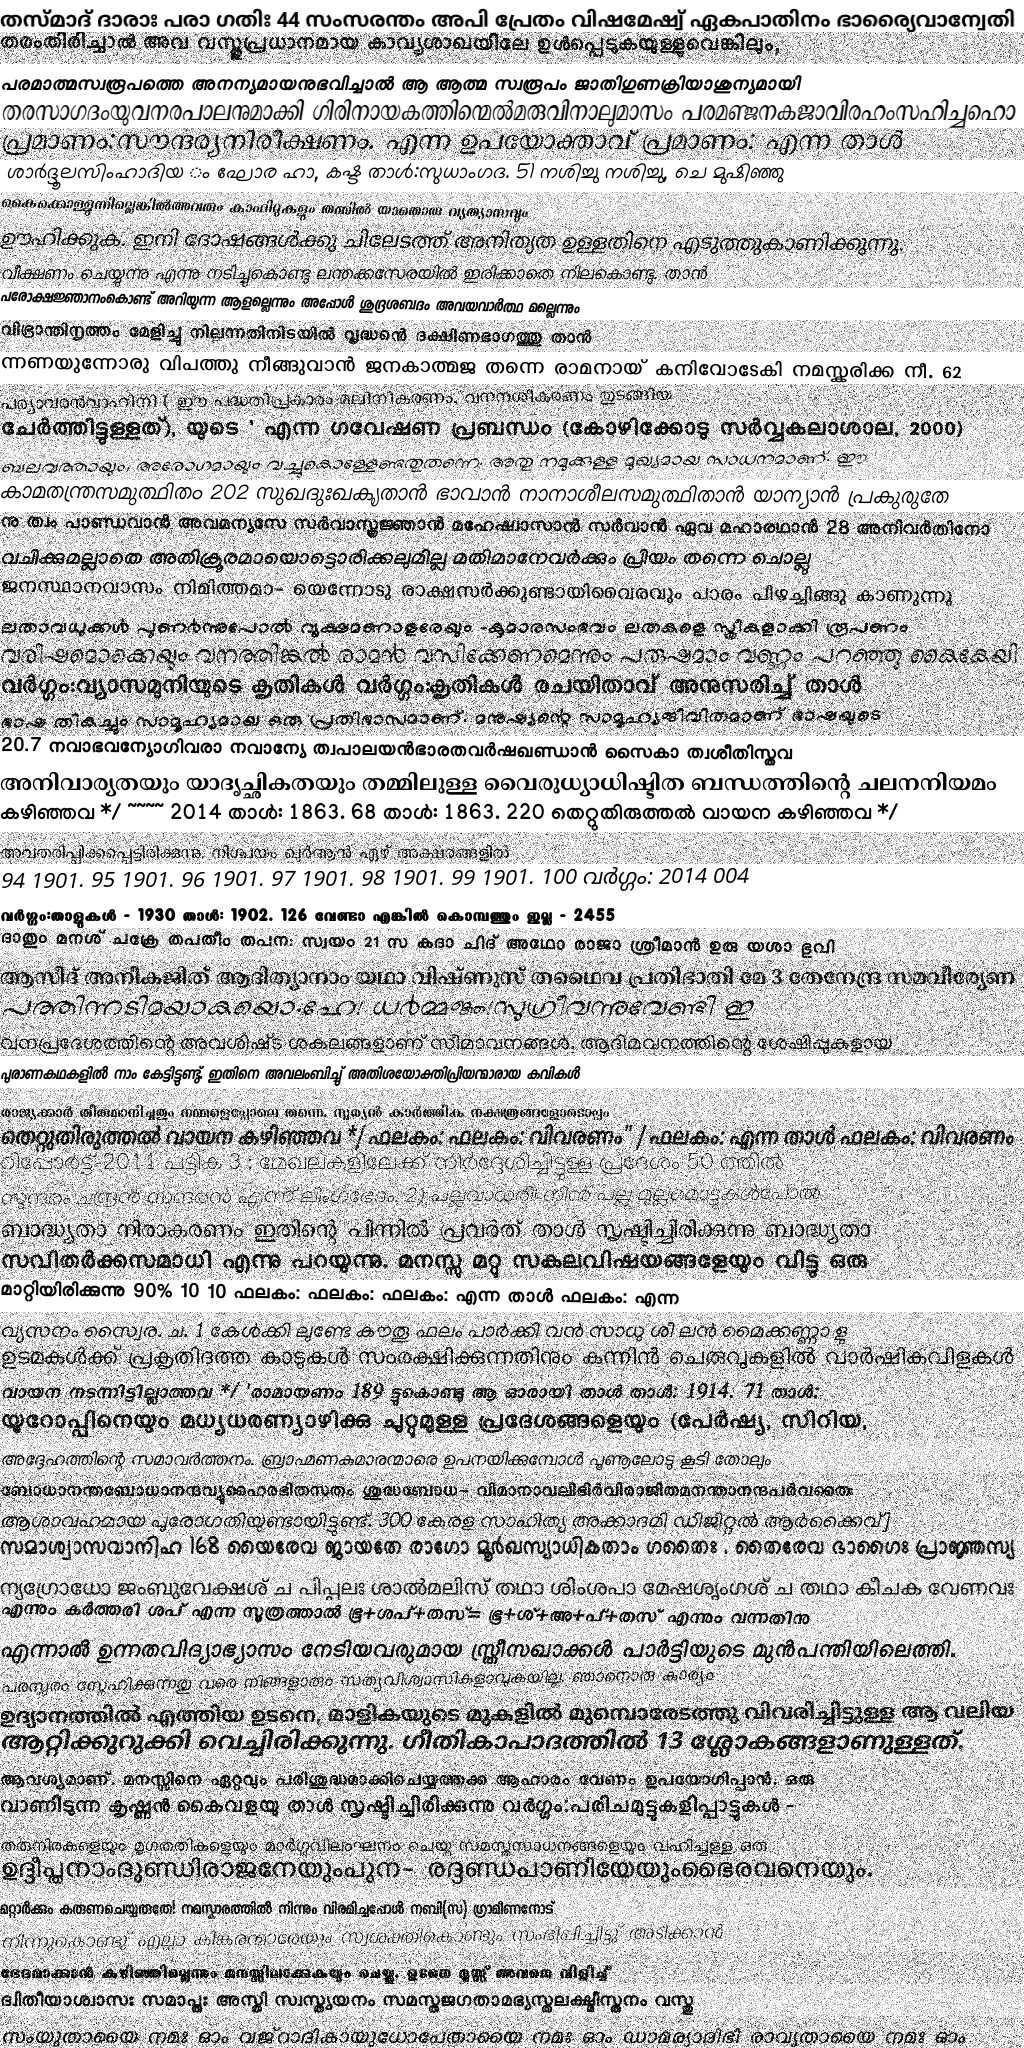 തസ്മാദ് ദാരാഃ പരാ ഗതിഃ 44 സംസരന്തം അപി പ്രേതം വിഷമേഷ്വ് ഏകപാതിനം ഭാര്യൈവാന്വേതി
തരംതിരിച്ചാൽ അവ വസ്തുപ്രധാനമായ കാവ്യശാഖയിലേ ഉൾപ്പെടുകയുള്ളുവെങ്കിലും,
പരമാത്മസ്വരൂപത്തെ അനന്യമായനുഭവിച്ചാൽ ആ ആത്മ സ്വരൂപം ജാതിഗുണക്രിയാശൂന്യമായി
തരസാഗദംയുവനരപാലനുമാക്കി ഗിരിനായകത്തിന്മെൽമരുവിനാലുമാസം പരമഞ്ജനകജാവിരഹംസഹിച്ചഹൊ
പ്രമാണം:സൗന്ദര്യനിരീക്ഷണം. എന്ന ഉപയോക്താവ് പ്രമാണം: എന്ന താൾ
ശാർദ്ദൂലസിംഹാദിയ ം ഘോര ഹാ, കഷ്ട താൾ:സുധാംഗദ. 51 നശിച്ചു നശിച്ചു, ചെ മുഷിഞ്ഞു
കൈക്കൊള്ളുന്നില്ലെങ്കിൽത്തവരും കാഫിറുകളും തമ്മിൽ യാതൊരു വ്യത്യാസവും
ഊഹിക്കുക. ഇനി ദോഷങ്ങൾക്കു ചിലേടത്ത് അനിത്യത ഉള്ളതിനെ എടുത്തുകാണിക്കുന്നു.
വീക്ഷണം ചെയ്യുന്നു എന്നു നടിച്ചുകൊണ്ടു ലന്തക്കസേരയിൽ ഇരിക്കാതെ നിലകൊണ്ടു. താൻ
പരോക്ഷജ്ഞാനംകൊണ്ട് അറിയുന്ന ആളല്ലെന്നും അപ്പോൾ ശുദ്രശബദം അവയവാർത്ഥ മല്ലൈന്നും
വിഭ്രാന്തിനൃത്തം മേളിച്ചു നില്ക്കുന്നതിനിടയിൽ വൃദ്ധന്റെ ദക്ഷിണഭാഗത്തു താൻ
ന്നണയുന്നോരു വിപത്തു നീങ്ങുവാൻ ജനകാത്മജ തന്നെ രാമനായ് കനിവോടേകി നമസ്കരിക്ക നീ. 62
പര്യാവരൻവാഹിനി ( ഈ പദ്ധതിപ്രകാരം മലിനീകരണം, വനനശീകരണം തുടങ്ങിയ
ചേർത്തിട്ടുള്ളത്), യുടെ ' എന്ന ഗവേഷണ പ്രബന്ധം (കോഴിക്കോടു സർവ്വകലാശാല, 2000)
ബലവത്തായും, അരോഗമായും വച്ചുകൊള്ളേണ്ടതുതന്നെ. അതു നമുക്കുള്ള മുഖ്യമായ സാധനമാണ്. ഈ
കാമതന്ത്രസമുത്ഥിതം 202 സുഖദുഃഖകൃതാൻ ഭാവാൻ നാനാശീലസമുത്ഥിതാൻ യാന്യാൻ പ്രകുരുതേ
നു ത്വം പാണ്ഡവാൻ അവമന്യസേ സർവാസ്ത്രജ്ഞാൻ മഹേഷ്വാസാൻ സർവാൻ ഏവ മഹാരഥാൻ 28 അനിവർതിനോ
വചിക്കുമല്ലാതെ അതിക്രൂരമായൊട്ടൊരിക്കലുമില്ല മതിമാനേവർക്കും പ്രിയം തന്നെ ചൊല്ലൂ
ജനസ്ഥാനവാസം നിമിത്തമാ- യെന്നോടു രാക്ഷസർക്കുണ്ടായിവൈരവും പാരം പിഴച്ചിങ്ങു കാണുന്നൂ
ലതാവധുക്കൾ പുണർന്നുപോൽ വൃക്ഷമണാളരേയും -കുമാരസംഭവം ലതകളെ സ്ത്രീകളാക്കി രൂപണം
വരിഷമൊക്കെയും വനത്തിങ്കൽ രാമൻ വസിക്കേണമെന്നും പരുഷമാം വണ്ണം പറഞ്ഞു കൈകേയി
വർഗ്ഗം:വ്യാസമുനിയുടെ കൃതികൾ വർഗ്ഗം:കൃതികൾ രചയിതാവ് അനുസരിച്ച് താൾ
ഭാഷ തികച്ചും സാമൂഹ്യമായ ഒരു പ്രതിഭാസമാണ്. മനുഷ്യന്റെ സാമൂഹ്യജീവിതമാണ് ഭാഷയുടെ
20.7 നവാഭവന്യോഗിവരാ നവാന്യേ ത്വപാലയൻഭാരതവർഷഖണ്ഡാൻ സൈകാ ത്വശീതിസ്തവ
അനിവാര്യതയും യാദൃച്ഛികതയും തമ്മിലുള്ള വൈരുധ്യാധിഷ്ടിത ബന്ധത്തിന്റെ ചലനനിയമം
കഴിഞ്ഞവ */ ~~~~ 2014 താൾ: 1863. 68 താൾ: 1863. 220 തെറ്റുതിരുത്തൽ വായന കഴിഞ്ഞവ */
അവതരിപ്പിക്കപ്പെട്ടിരിക്കുന്നു. നിശ്ചയം ഖുർആൻ ഏഴ് അക്ഷരങ്ങളിൽ
94 1901. 95 1901. 96 1901. 97 1901. 98 1901. 99 1901. 100 വർഗ്ഗം: 2014 004
വർഗ്ഗം:താളുകൾ - 1930 താൾ: 1902. 126 വേണ്ടാ എങ്കിൽ കൊമ്പത്തും ഇല്ല - 2455
ദാതും മനശ് ചക്രേ തപതീം തപന: സ്വയം 21 സ കദാ ചിദ് അഥോ രാജാ ശ്രീമാൻ ഉരു യശാ ഭുവി
ആസീദ് അനീകജിത് ആദിത്യാനാം യഥാ വിഷ്ണുസ് തഥൈവ പ്രതിഭാതി മേ 3 തേനേന്ദ്ര സമവീര്യേണ
പത്തിന്നടിമയാകയൊ.ഹേ! ധർമ്മജ!സുഗ്രീവന്നുവേണ്ടി ഇ
വനപ്രദേശത്തിന്റെ അവശിഷ്ട ശകലങ്ങളാണ് സീമാവനങ്ങൾ. ആദിമവനത്തിന്റെ ശേഷിപ്പുകളായ
പുരാണകഥകളിൽ നാം കേട്ടിട്ടുണ്ട്. ഇതിനെ അവലംബിച്ച് അതിശയോക്തിപ്രിയന്മാരായ കവികൾ
രാജ്യക്കാർ തീരുമാനിച്ചതും നമ്മളെപ്പോലെ തന്നെ. സൂര്യൻ കാർത്തിക നക്ഷത്രങ്ങളോടൊപ്പം
തെറ്റുതിരുത്തൽ വായന കഴിഞ്ഞവ */ ഫലകം: ഫലകം: വിവരണം" / ഫലകം: എന്ന താൾ ഫലകം: വിവരണം
റിപ്പോർട്ട്-2011 പട്ടിക 3 : മേഖലകളിലേക്ക് നിർദ്ദേശിച്ചിട്ടുള്ള പ്രദേശം 50 ത്തിൽ
സുന്ദരം ചന്ദ്രൻ സുന്ദരൻ എന്ന് ലിംഗഭേദം. 2) പല്ലവാധരി നിൻ പല്ലു മുല്ലമൊട്ടുകൾപോൽ
ബാദ്ധ്യതാ നിരാകരണം ഇതിന്റെ പിന്നിൽ പ്രവർത് താൾ സൃഷ്ടിച്ചിരിക്കുന്നു ബാദ്ധ്യതാ
സവിതർക്കസമാധി എന്നു പറയുന്നു. മനസ്സു മറ്റു സകലവിഷയങ്ങളേയും വിട്ടു ഒരു
മാറ്റിയിരിക്കുന്നു 90% 10 10 ഫലകം: ഫലകം: ഫലകം: എന്ന താൾ ഫലകം: എന്ന
വ്യസനം സ്വൈര. ച. 1 കേൾക്കി ലുണ്ടേ കൗതൂ ഫലം പാർക്കി വൻ സാധു ശീ ലൻ മൈക്കണ്ണാ ളൂ
ഉടമകൾക്ക് പ്രകൃതിദത്ത കാടുകൾ സംരക്ഷിക്കുന്നതിനും കുന്നിൻ ചെരുവുകളിൽ വാർഷികവിളകൾ
വായന നടന്നിട്ടില്ലാത്തവ */ 'രാമായണം 189 ട്ടുകൊണ്ടു ആ ഓരായി താൾ താൾ: 1914. 71 താൾ:
യൂറോപ്പിനെയും മധ്യധരണ്യാഴിക്കു ചുറ്റുമുള്ള പ്രദേശങ്ങളെയും (പേർഷ്യ, സിറിയ,
അദ്ദേഹത്തിന്റെ സമാവർത്തനം. ബ്രാഹ്മണകുമാരന്മാരെ ഉപനയിക്കുമ്പോൾ പൂണൂലോടു കൂടി തോലും
ബോധാനന്തബോധാനന്ദവ്യൂഹൈരഭിതസത്വം ശുദ്ധബോധ- വിമാനാവലിഭിർവിരാജിതമനന്താനന്ദപർവതൈഃ
ആശാവഹമായ പുരോഗതിയുണ്ടായിട്ടുണ്ട്. 300 കേരള സാഹിത്യ അക്കാദമി ഡിജിറ്റൽ ആർക്കൈവ്]
സമാശ്വാസവാനിഹ 168 യൈരേവ ജായതേ രാഗോ മൂർഖസ്യാധികതാം ഗതൈഃ . തൈരേവ ഭാഗൈഃ പ്രാജ്ഞസ്യ
ന്യഗ്രോധോ ജംബുവേക്ഷശ് ച പിപ്പലഃ ശാൽമലിസ് തഥാ ശിംശപാ മേഷശൃംഗശ് ച തഥാ കീചക വേണവഃ
എന്നും കർത്തരി ശപ് എന്ന സൂത്രത്താൽ ഭൂ+ശപ്+തസ്= ഭൂ+ശ്+അ+പ്+തസ് എന്നും വന്നതിനു
എന്നാൽ ഉന്നതവിദ്യാഭ്യാസം നേടിയവരുമായ സ്ത്രീസഖാക്കൾ പാർട്ടിയുടെ മുൻപന്തിയിലെത്തി.
പരസ്പരം സ്നേഹിക്കുന്നതു വരെ നിങ്ങളാരും സത്യവിശ്വാസികളാവുകയില്ല. ഞാനൊരു കാര്യം
ഉദ്യാനത്തിൽ എത്തിയ ഉടനെ, മാളികയുടെ മുകളിൽ മുമ്പൊരേടത്തു വിവരിച്ചിട്ടുള്ള ആ വലിയ
ആറ്റിക്കുറുക്കി വെച്ചിരിക്കുന്നു. ഗീതികാപാദത്തിൽ 13 ശ്ലോകങ്ങളാണുള്ളത്.
ആവശ്യമാണ്. മനസ്സിനെ ഏറ്റവും പരിശുദ്ധമാക്കിചെയ്യത്തക്ക ആഹാരം വേണം ഉപയോഗിപ്പാൻ. ഒരു
വാണിടുന്ന കൃഷ്ണൻ കൈവളയു താൾ സൃഷ്ടിച്ചിരിക്കുന്നു വർഗ്ഗം:പരിചമുട്ടുകളിപ്പാട്ടുകൾ -
തരുനിരകളെയും മൃഗതതികളെയും മാർഗ്ഗവിലംഘനം ചെയ്തു സമസ്തസാധനങ്ങളെയും വഹിച്ചുള്ള ഒരു
ഉദ്ദീപ്തനാംദുണ്ഡിരാജനേയുംപുന- രദ്ദണ്ഡപാണിയേയുംഭൈരവനെയും.
മറ്റാർക്കും കരുണചെയ്യരുതേ! നമസ്കാരത്തിൽ നിന്നും വിരമിച്ചപ്പോൾ നബി(സ) ഗ്രാമീണനോട്
നിന്നുകൊണ്ടു് എല്ലാ കിങ്കരന്മാരേയും സ്വശക്തികൊണ്ടും സംഭീപിച്ചിട്ടു് അടിക്കാൻ
ഭേദമാക്കുവാൻ കഴിഞ്ഞില്ലെന്നും മനസ്സിലാക്കുകയും ചെയ്തു. ഉടനെ മൂസ്സ് അവരെ വിളിച്ച്
ദ്വിതീയാശ്വാസഃ സമാപ്തഃ അസ്തി സ്വസ്ത്യയനം സമസ്തജഗതാമഭ്യസ്തലക്ഷ്മീസ്തനം വസ്തു
സംയുതായൈ നമഃ ഓം വജ്റാദികായുധോപേതായൈ നമഃ ഓം ഡാമര്യാദിഭീ രാവൃതായൈ നമഃ ഓം